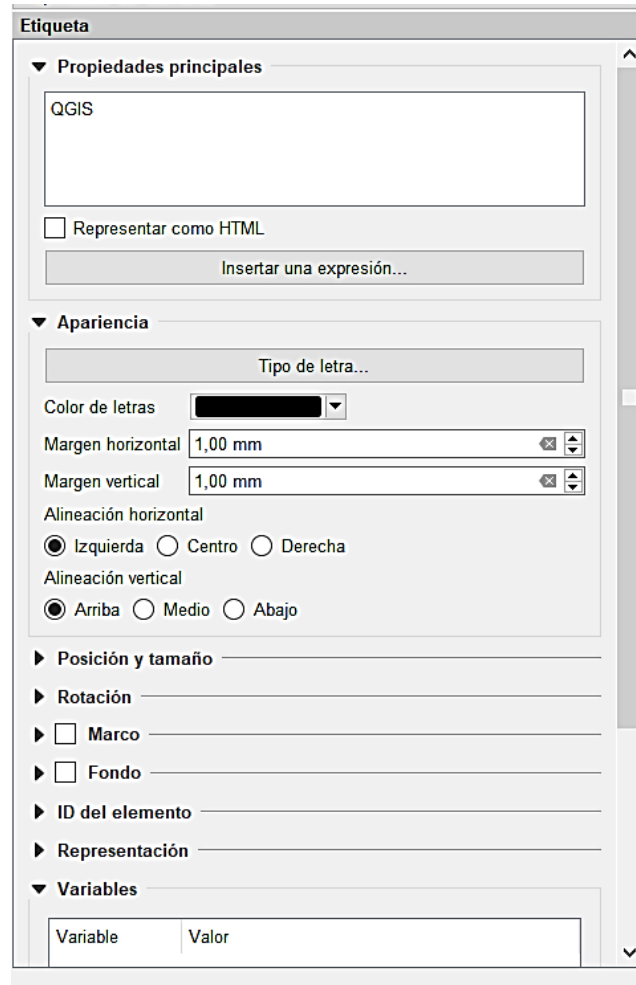 Etiqueta
Propiedades principales
QGIS
Representar como HTML
Insertar una expresión...
Apariencia
Tipo de letra...
Color de letras
Margen horizontal 1,00 mm
Margen vertical 1,00 mm
Alineación horizontal
Izquierda Centro Derecha
Alineación vertical
Arriba Medio Abajo
Posición y tamaño
Rotación
Marco
Fondo
ID del elemento
Representación
Variables
Variable Valor